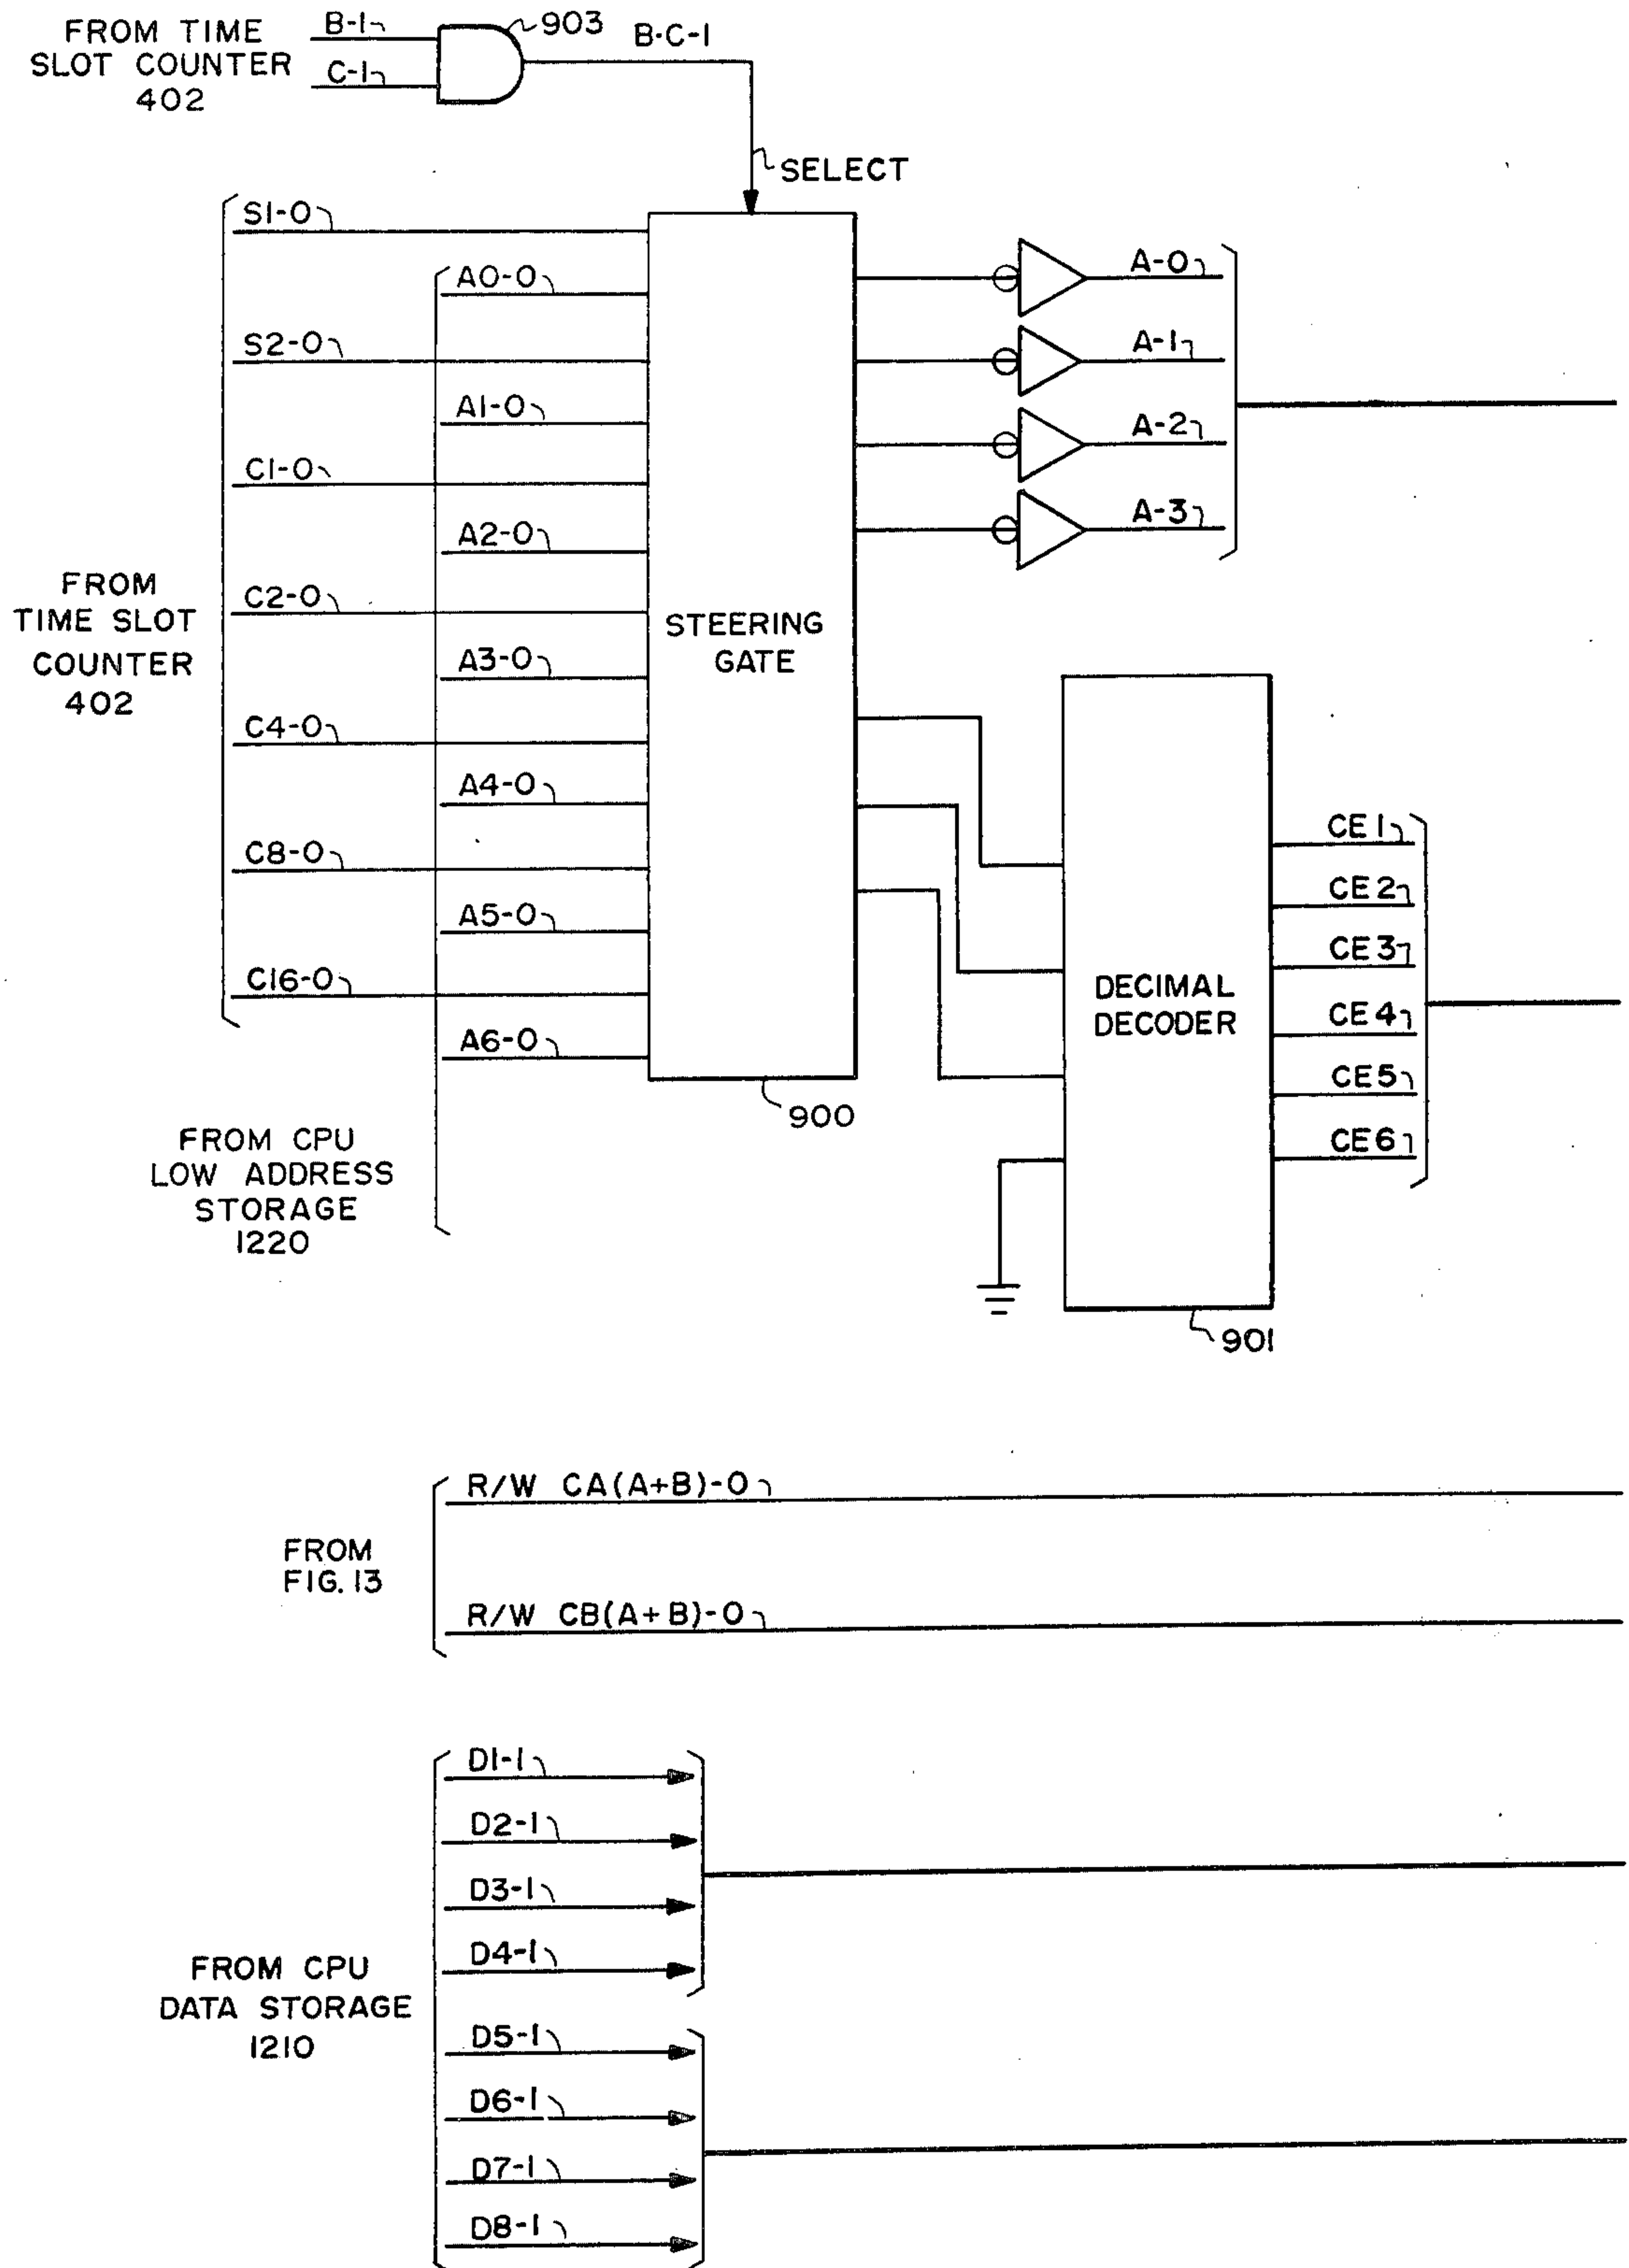 FROM TIME
SLOT COUNTER
402
B-1
C-1
903
B·C-1
SELECT
S1-0
A0-0
S2-0
A1-0
C1-0
A2-0
C2-0
A3-0
C4-0
A4-0
C8-0
A5-0
C16-0
A6-0
FROM
TIME SLOT
COUNTER
402
FROM CPU
LOW ADDRESS
STORAGE
1220
STEERING
GATE
900
A-0
A-1
A-2
A-3
DECIMAL
DECODER
901
CE1
CE2
CE3
CE4
CE5
CE6
FROM
FIG. 13
R/W CA(A+B)-0
R/W CB(A+B)-0
FROM CPU
DATA STORAGE
1210
D1-1
D2-1
D3-1
D4-1
D5-1
D6-1
D7-1
D8-1